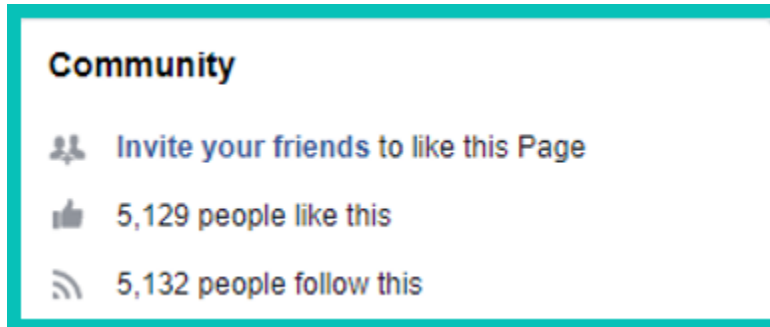 Community
Invite your friends to like this Page
5,129 people like this
5,132 people follow this